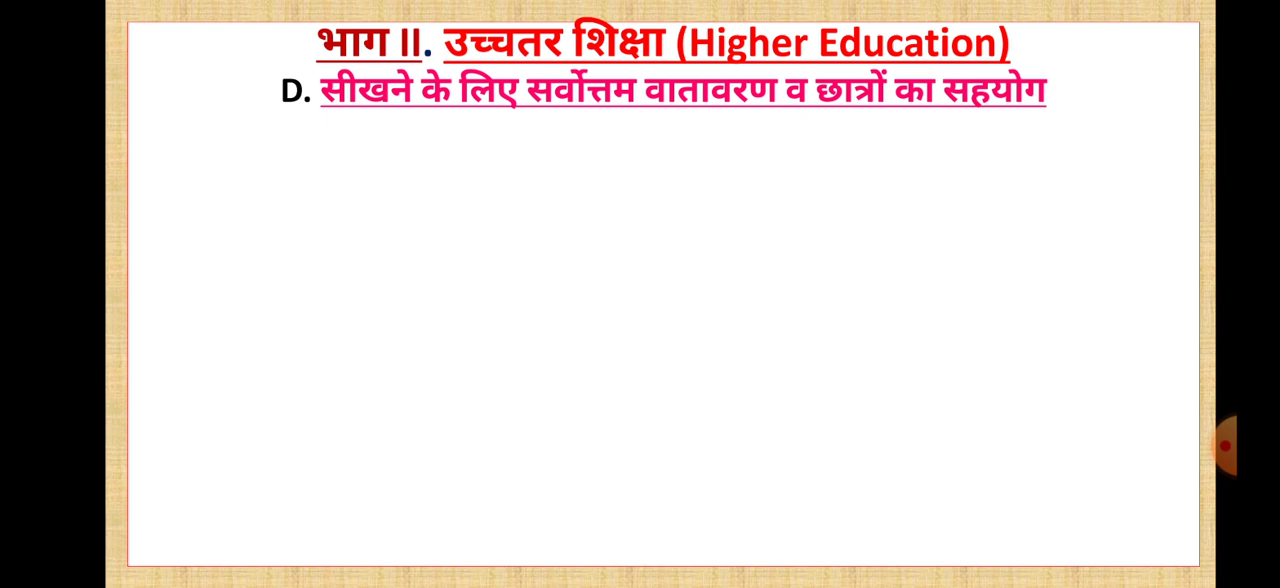 भाग II. उच्चतर शिक्षा (Higher Education)
D. सीखने के लिए सर्वोत्तम वातावरण व छात्रों का सहयोग